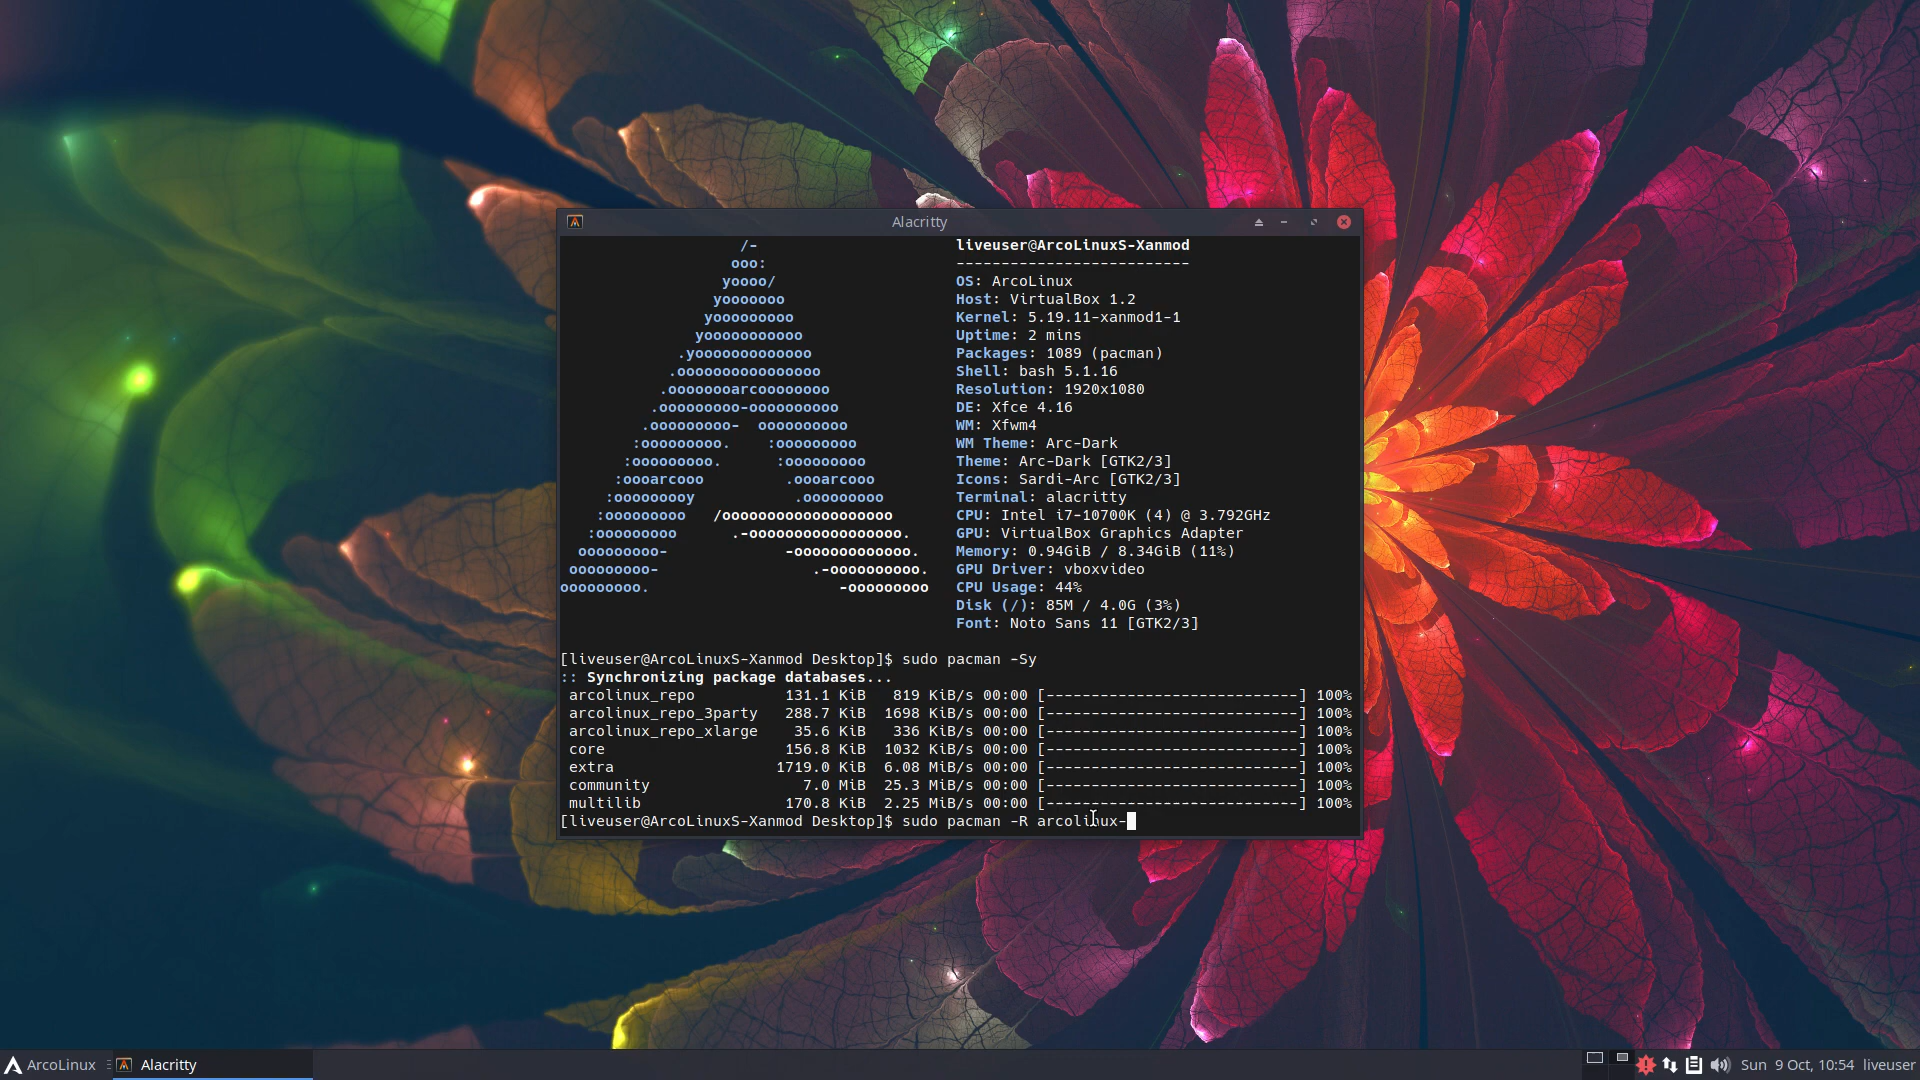 Alacritty
/-
ooo:
yoooo/
yooooooo
yooooooooo
yooooooooooo
.yooooooooooooo
.oooooooooooooooo
.oooooooarcoooooooo
.ooooooooo-oooooooooo
.ooooooooo-  oooooooooo
:ooooooooo.    :ooooooooo
:ooooooooo.      :ooooooooo
:oooarcooo         .oooarcooo
:ooooooooy           .ooooooooo
:ooooooooo   /ooooooooooooooooooo
:ooooooooo      .-ooooooooooooooooo.
ooooooooo-             -ooooooooooooo.
ooooooooo-                 .-oooooooooo.
ooooooooo.                     -ooooooooo
liveuser@ArcoLinuxS-Xanmod
--------------------------
OS: ArcoLinux
Host: VirtualBox 1.2
Kernel: 5.19.11-xanmod1-1
Uptime: 2 mins
Packages: 1089 (pacman)
Shell: bash 5.1.16
Resolution: 1920x1080
DE: Xfce 4.16
WM: Xfwm4
WM Theme: Arc-Dark
Theme: Arc-Dark [GTK2/3]
Icons: Sardi-Arc [GTK2/3]
Terminal: alacritty
CPU: Intel i7-10700K (4) @ 3.792GHz
GPU: VirtualBox Graphics Adapter
Memory: 0.94GiB / 8.34GiB (11%)
GPU Driver: vboxvideo
CPU Usage: 44%
Disk (/): 85M / 4.0G (3%)
Font: Noto Sans 11 [GTK2/3]
[liveuser@ArcoLinuxS-Xanmod Desktop]$ sudo pacman -Sy
:: Synchronizing package databases...
arcolinux_repo 131.1 KiB 819 KiB/s 00:00 [----------------------------] 100%
arcolinux_repo_3party 288.7 KiB 1698 KiB/s 00:00 [----------------------------] 100%
arcolinux_repo_xlarge 35.6 KiB 336 KiB/s 00:00 [----------------------------] 100%
core 156.8 KiB 1032 KiB/s 00:00 [----------------------------] 100%
extra 1719.0 KiB 6.08 MiB/s 00:00 [----------------------------] 100%
community 7.0 MiB 25.3 MiB/s 00:00 [----------------------------] 100%
multilib 170.8 KiB 2.25 MiB/s 00:00 [----------------------------] 100%
[liveuser@ArcoLinuxS-Xanmod Desktop]$ sudo pacman -R arcolinux-
ArcoLinux Alacritty Sun 9 Oct, 10:54 liveuser